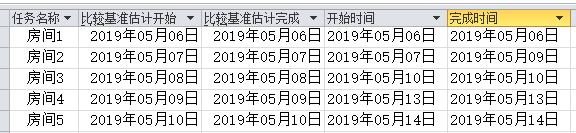 任务名称 比较基准估计开始 比较基准估计完成 开始时间 完成时间
房间1 2019年05月06日 2019年05月06日 2019年05月06日 2019年05月06日
房间2 2019年05月07日 2019年05月07日 2019年05月07日 2019年05月09日
房间3 2019年05月08日 2019年05月08日 2019年05月10日 2019年05月10日
房间4 2019年05月09日 2019年05月09日 2019年05月13日 2019年05月13日
房间5 2019年05月10日 2019年05月10日 2019年05月14日 2019年05月14日